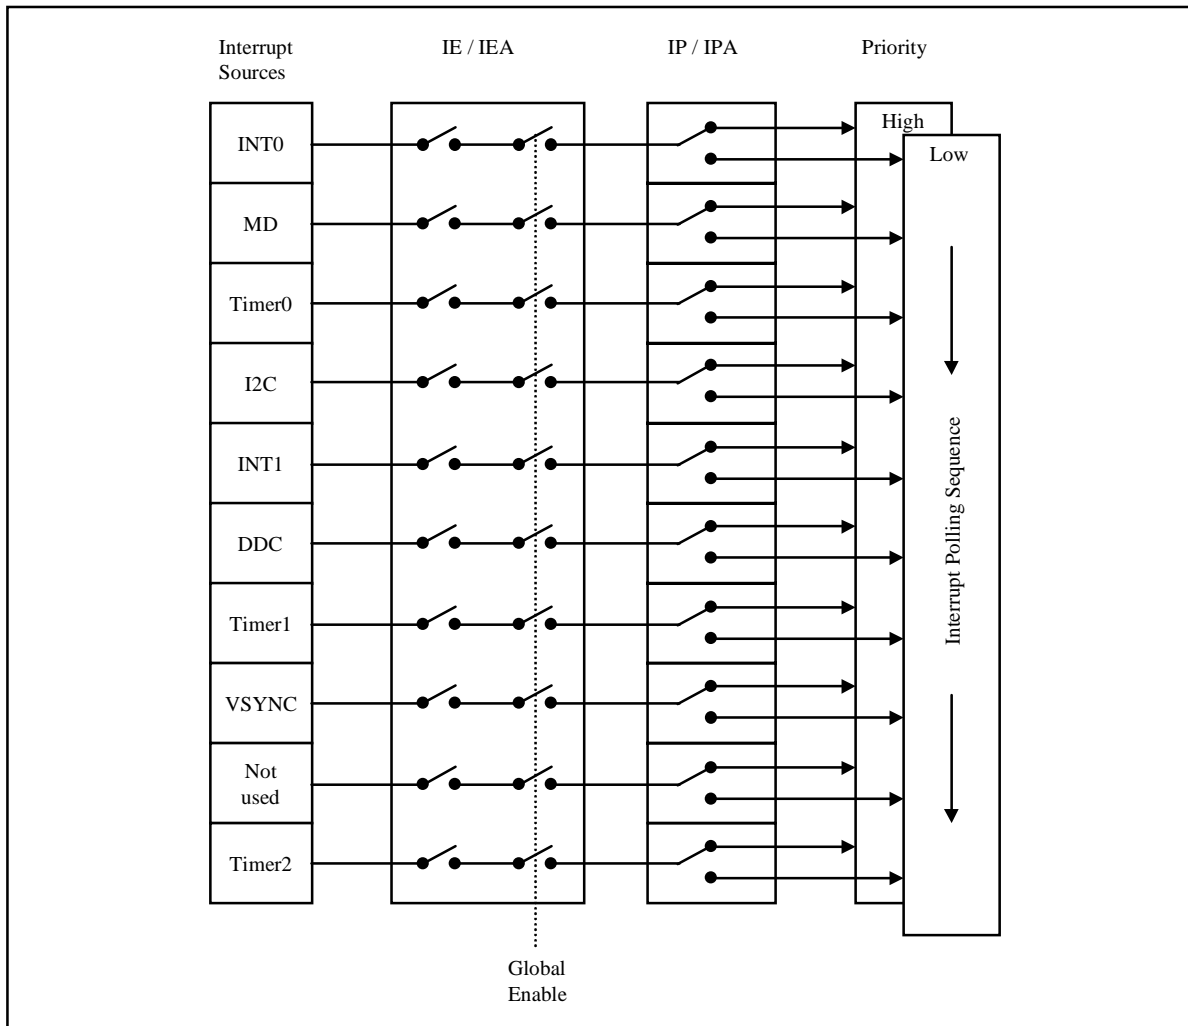 Interrupt
Sources
IE / IEA
IP / IPA
Priority
INT0
MD
Timer0
I2C
INT1
DDC
Timer1
VSYNC
Not
used
Timer2
High
Low
Interrupt Polling Sequence
Global
Enable